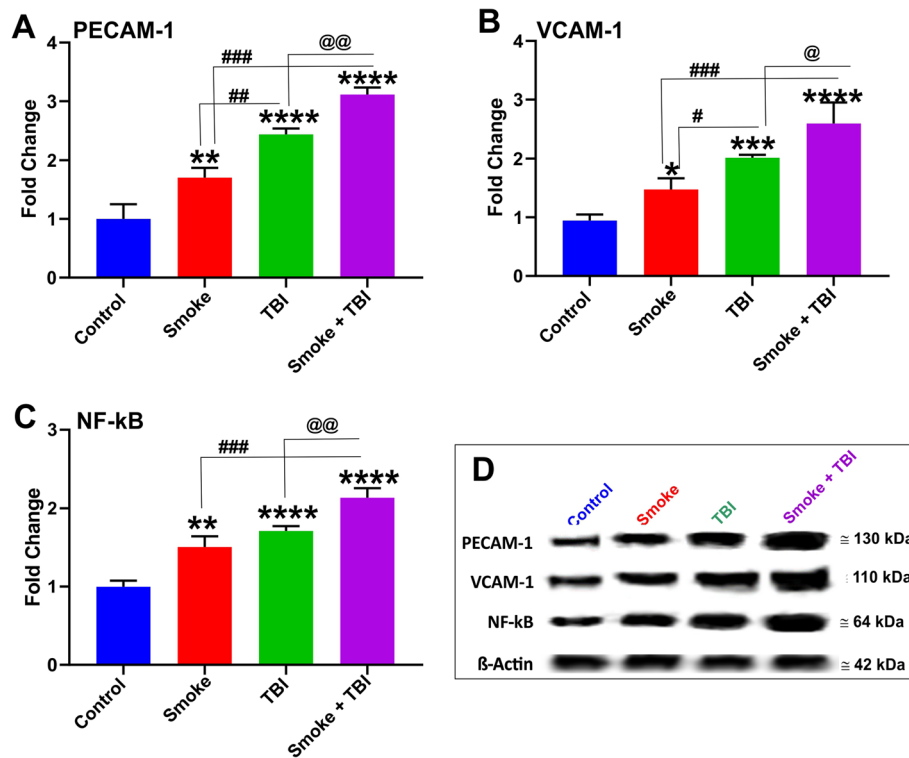 A PECAM-1
4
3
2
1
0
Fold Change
@@
###
##
**
****
****
Control
Smoke
TBI
Smoke + TBI
B VCAM-1
4
3
2
1
0
Fold Change
@
###
#
*
***
****
Control
Smoke
TBI
Smoke + TBI
C NF-kB
3
2
1
0
Fold Change
@@
###
**
****
****
Control
Smoke
TBI
Smoke + TBI
D
Control
Smoke
TBI
Smoke + TBI
PECAM-1 ≅ 130 kDa
VCAM-1 110 kDa
NF-kB ≅ 64 kDa
ß-Actin ≅ 42 kDa